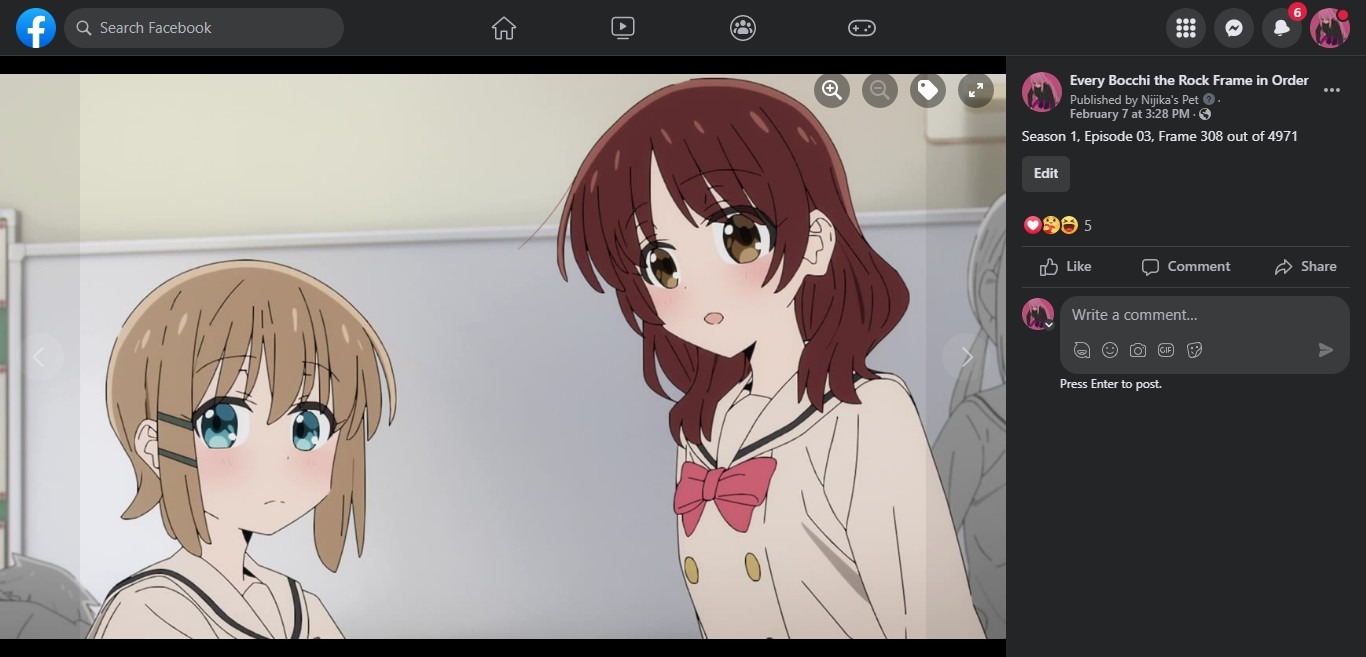 Search Facebook
6
Every Bocchi the Rock Frame in Order
Published by Nijika's Pet ·
February 7 at 3:28 PM ·
Season 1, Episode 03, Frame 308 out of 4971
Edit
5
Like
Comment
Share
Write a comment...
GIF
Press Enter to post.